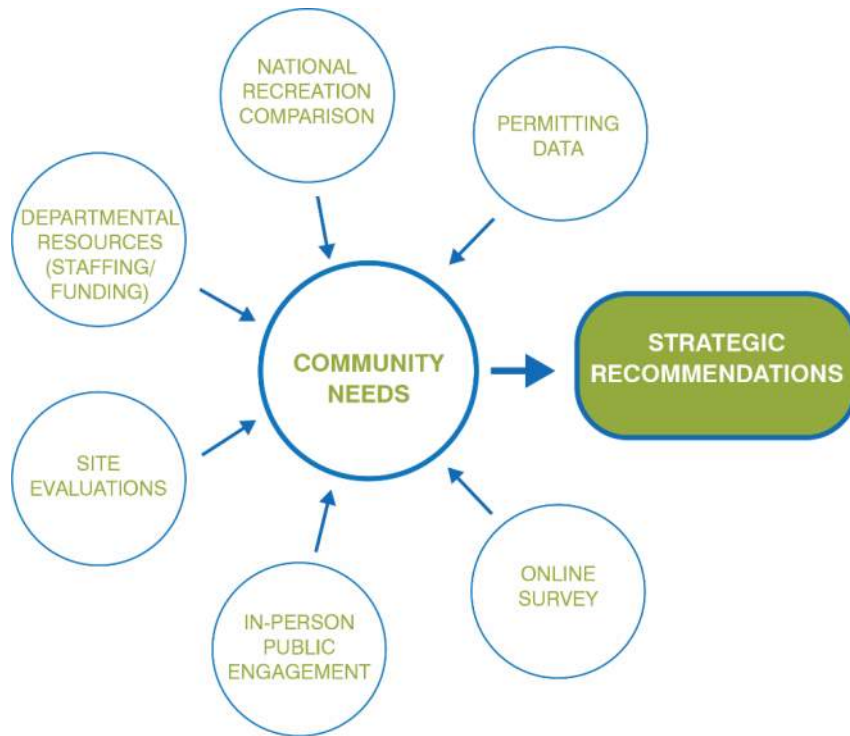 NATIONAL
RECREATION
COMPARISON
PERMITTING
DATA
DEPARTMENTAL
RESOURCES
(STAFFING/
FUNDING)
COMMUNITY
NEEDS
STRATEGIC
RECOMMENDATIONS
SITE
EVALUATIONS
ONLINE
SURVEY
IN-PERSON
PUBLIC
ENGAGEMENT